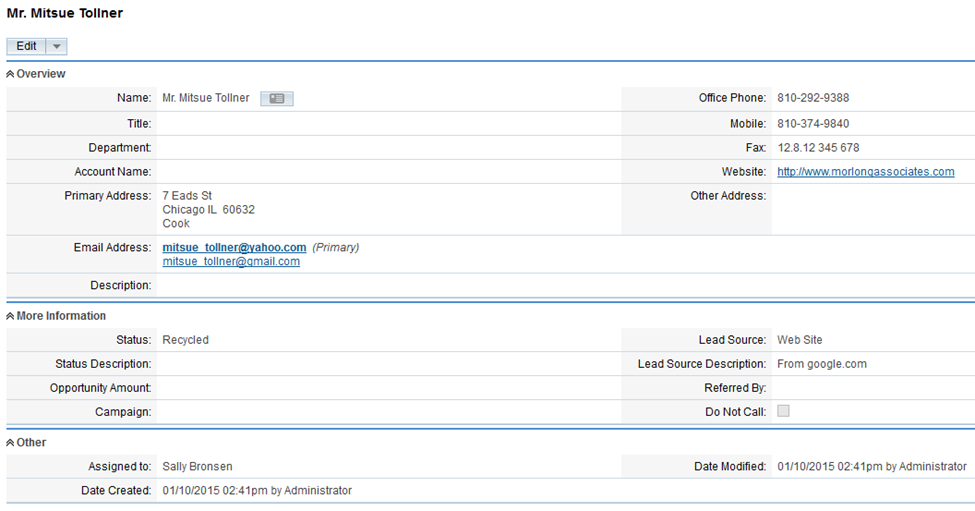 Mr. Mitsue Tollner
Edit
Overview
Name: Mr. Mitsue Tollner Office Phone: 810-292-9388
Title: Mobile: 810-374-9840
Department: Fax: 12.8.12 345 678
Account Name: Website: http://www.morlongassociates.com
Primary Address: 7 Eads St Other Address:
Chicago IL 60632
Cook
Email Address: mitsue_tollner@yahoo.com (Primary)
mitsue_tollner@gmail.com
Description:
More Information
Status: Recycled Lead Source: Web Site
Status Description: Lead Source Description: From google.com
Opportunity Amount: Referred By:
Campaign: Do Not Call:
Other
Assigned to: Sally Bronsen Date Modified: 01/10/2015 02:41pm by Administrator
Date Created: 01/10/2015 02:41pm by Administrator